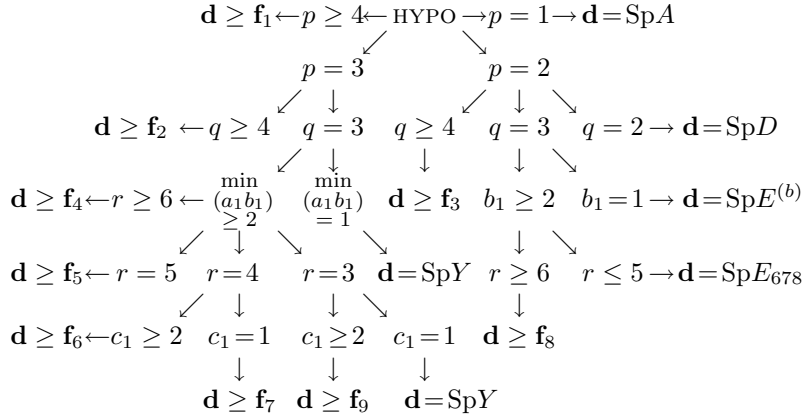 𝐝 ≥ 𝐟₁ ← p ≥ 4 ← HYPO → p = 1 → 𝐝 = SpA
p = 3 p = 2
𝐝 ≥ 𝐟₂ ← q ≥ 4 q = 3 q ≥ 4 q = 3 q = 2 → 𝐝 = SpD
𝐝 ≥ 𝐟₄ ← r ≥ 6 ← min (a₁b₁) ≥ 2 min (a₁b₁) = 1 𝐝 ≥ 𝐟₃ b₁ ≥ 2 b₁ = 1 → 𝐝 = SpE⁽ᵇ⁾
𝐝 ≥ 𝐟₅ ← r = 5 r = 4 r = 3 𝐝 = SpY r ≥ 6 r ≤ 5 → 𝐝 = SpE₆₇₈
𝐝 ≥ 𝐟₆ ← c₁ ≥ 2 c₁ = 1 c₁ ≥ 2 c₁ = 1 𝐝 ≥ 𝐟₈
𝐝 ≥ 𝐟₇ 𝐝 ≥ 𝐟₉ 𝐝 = SpY